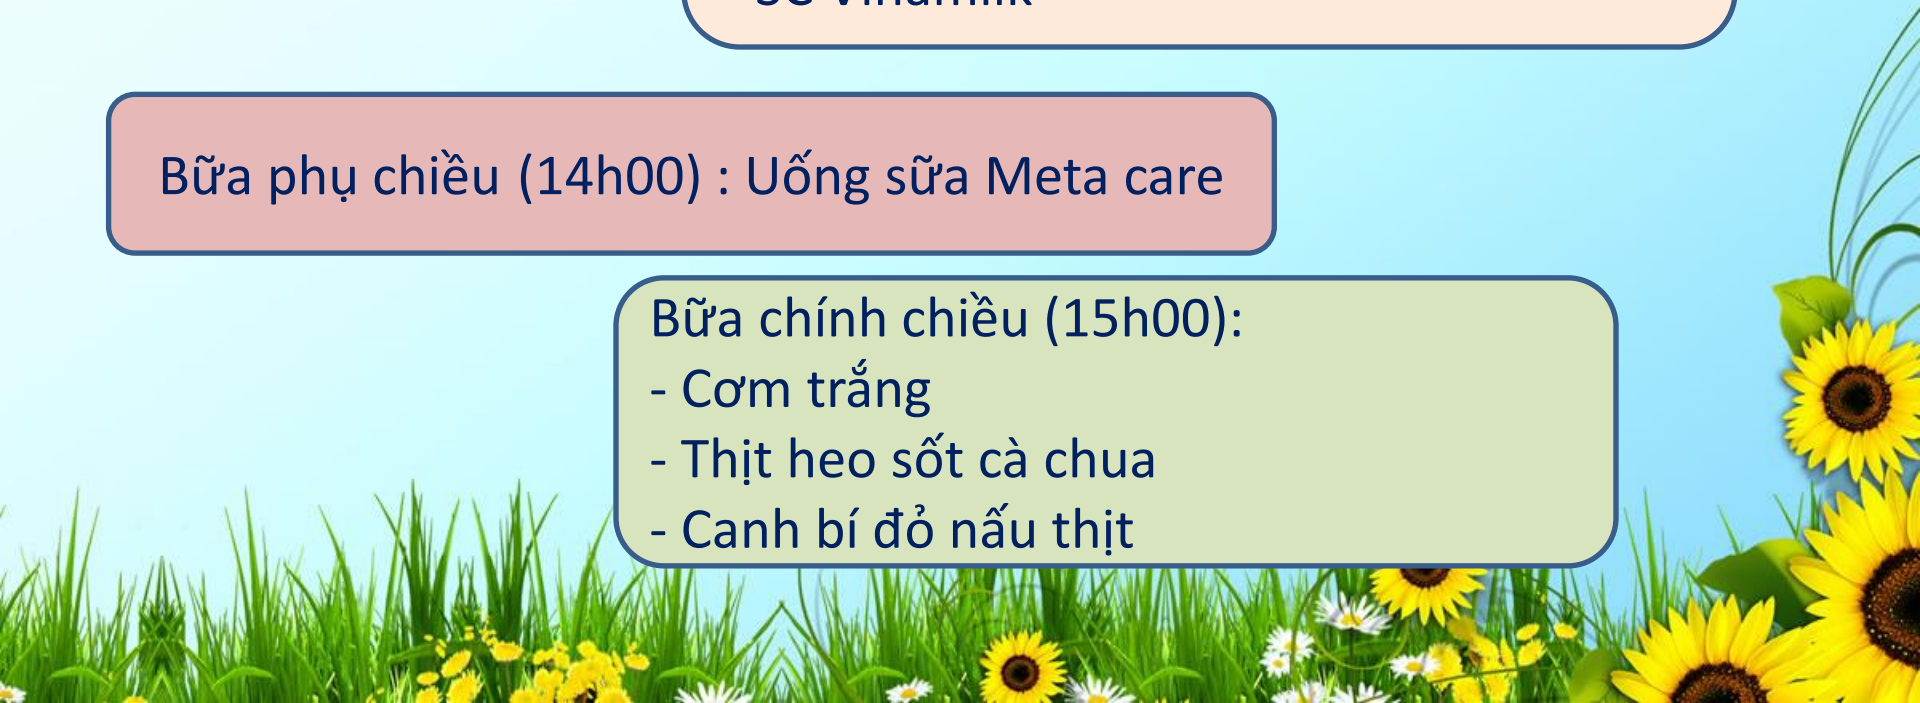 Vinamilk
Bữa phụ chiều (14h00) : Uống sữa Meta care
Bữa chính chiều (15h00):
- Cơm trắng
- Thịt heo sốt cà chua
- Canh bí đỏ nấu thịt